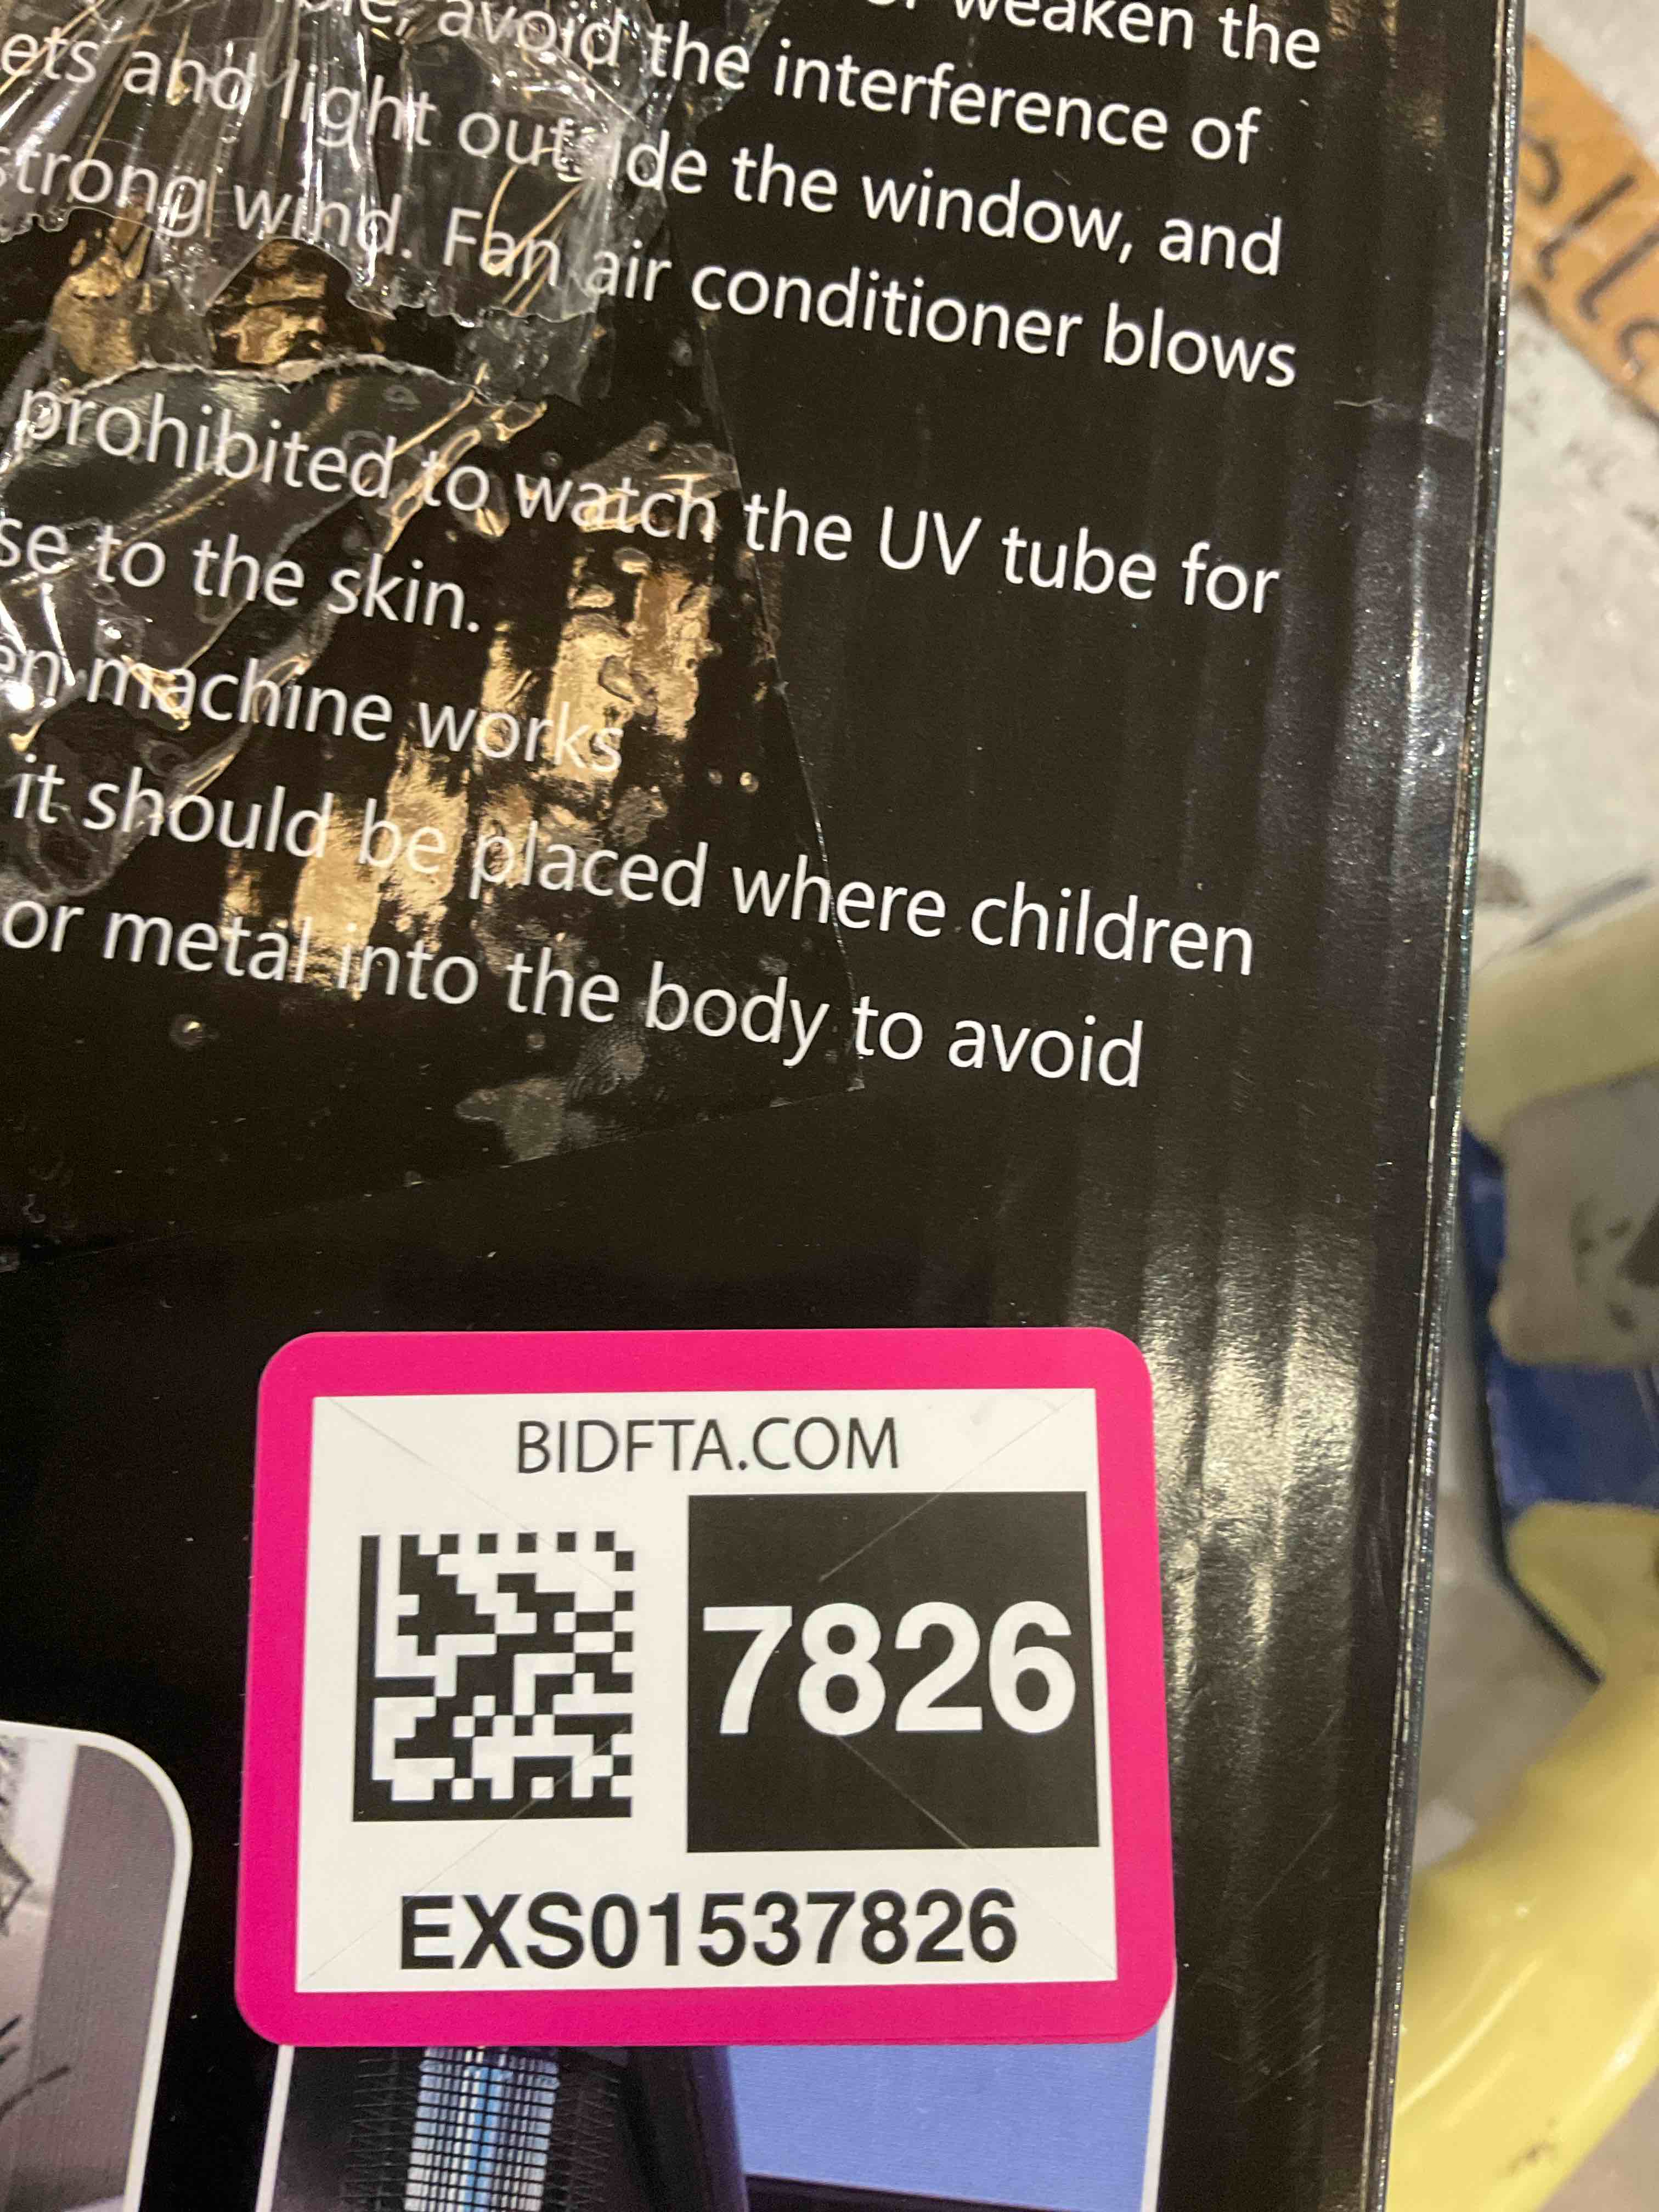 weaken the
avoid the interference of
ets and light outside the window, and
strong wind. Fan air conditioner blows
prohibited to watch the UV tube for
se to the skin.
en machine works
it should be placed where children
or metal into the body to avoid
BIDFTA.COM
7826
EXS01537826